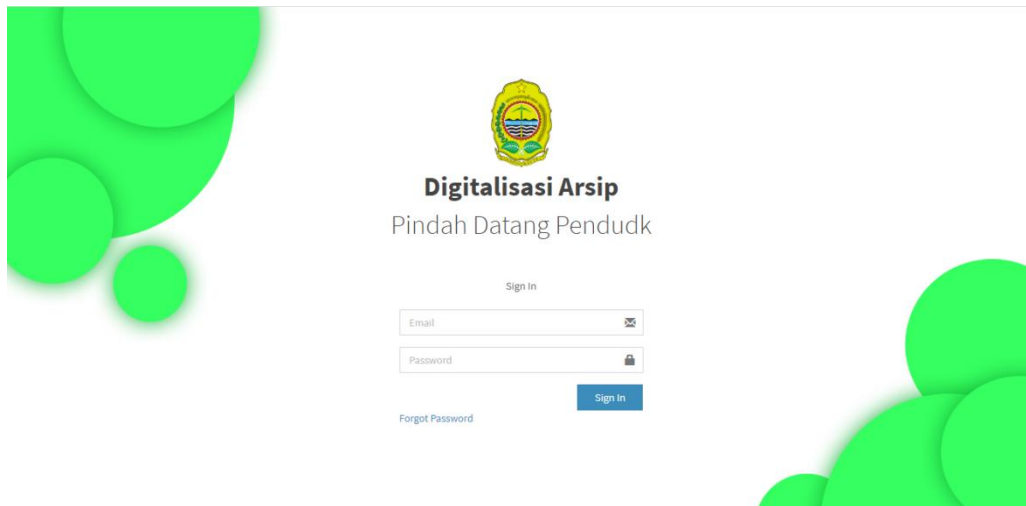 Digitalisasi Arsip
Pindah Datang Pendudk
Sign In
Email
Password
Sign In
Forgot Password